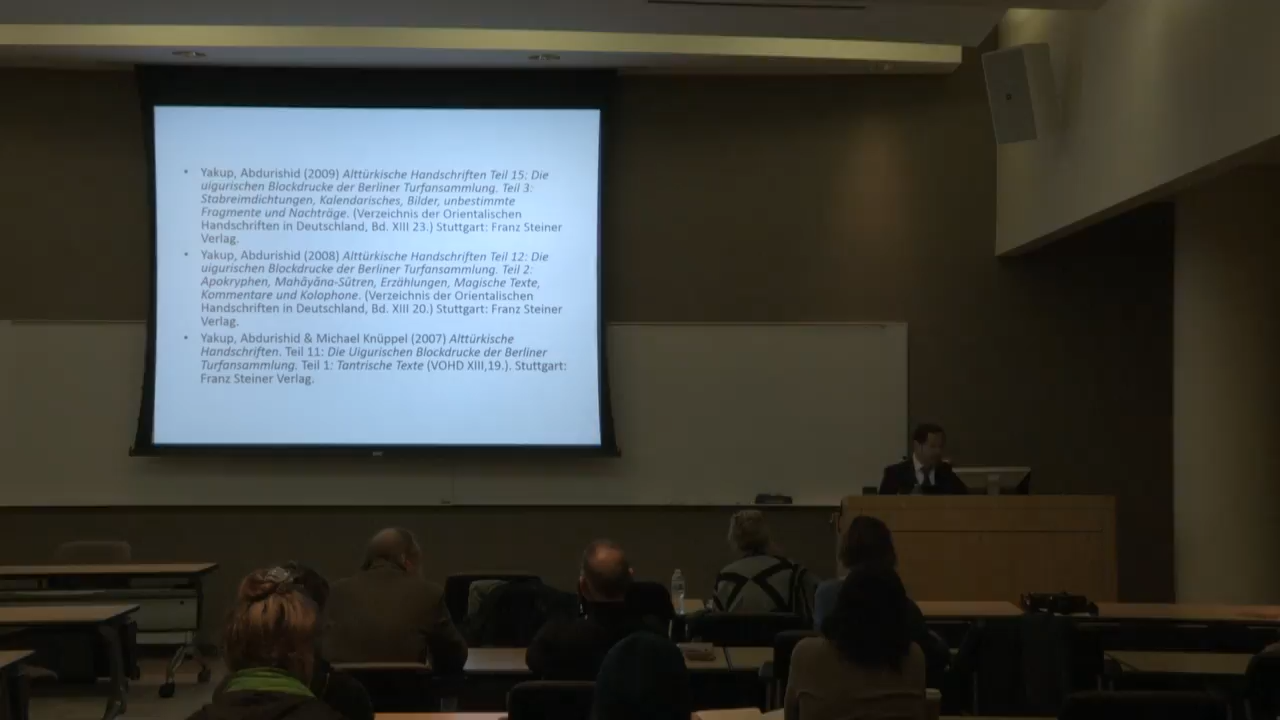 • Yakup, Abdurishid (2009) Alttürkische Handschriften Teil 15: Die
uigurischen Blockdrucke der Berliner Turfansammlung. Teil 3:
Stabreimdichtungen, Kalendarisches, Bilder, unbestimmte
Fragmente und Nachträge. (Verzeichnis der Orientalischen
Handschriften in Deutschland, Bd. XIII 23.) Stuttgart: Franz Steiner
Verlag.
• Yakup, Abdurishid (2008) Alttürkische Handschriften Teil 12: Die
uigurischen Blockdrucke der Berliner Turfansammlung. Teil 2:
Apokryphen, Mahāyāna-Sūtren, Erzählungen, Magische Texte,
Kommentare und Kolophone. (Verzeichnis der Orientalischen
Handschriften in Deutschland, Bd. XIII 20.) Stuttgart: Franz Steiner
Verlag.
• Yakup, Abdurishid & Michael Knüppel (2007) Alttürkische
Handschriften. Teil 11: Die Uigurischen Blockdrucke der Berliner
Turfansammlung. Teil 1: Tantrische Texte (VOHD XIII,19.). Stuttgart:
Franz Steiner Verlag.